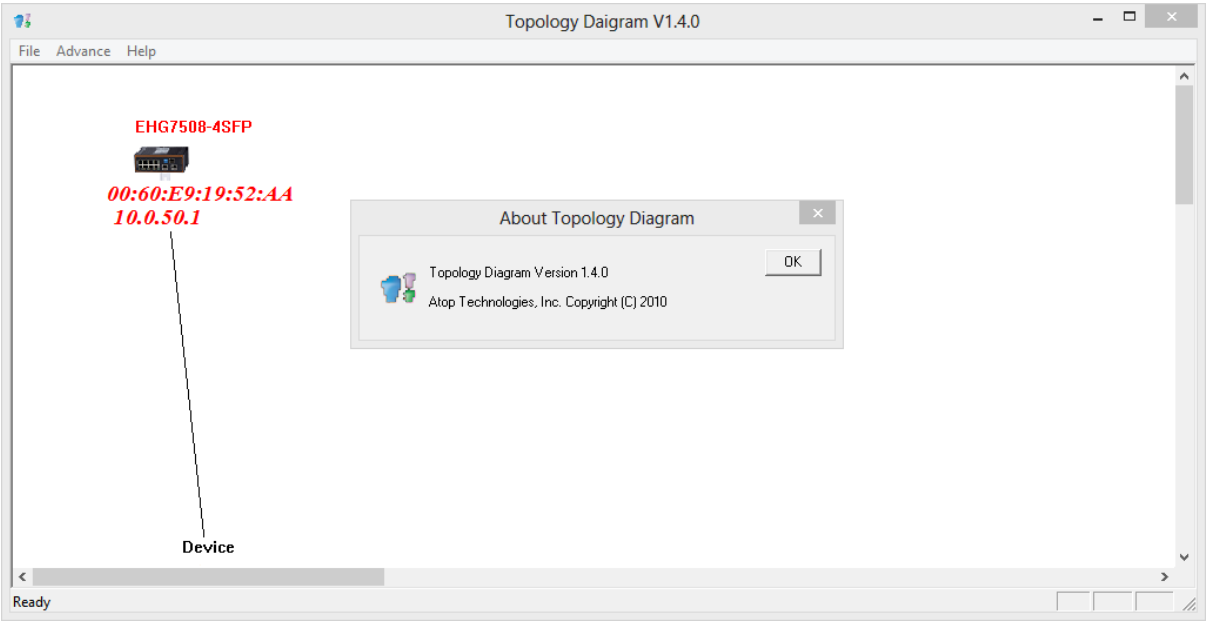 Topology Daigram V1.4.0
File Advance Help
EHG7508-4SFP
00:60:E9:19:52:AA
10.0.50.1
About Topology Diagram
OK
Topology Diagram Version 1.4.0
Atop Technologies, Inc. Copyright (C) 2010
Device
Ready